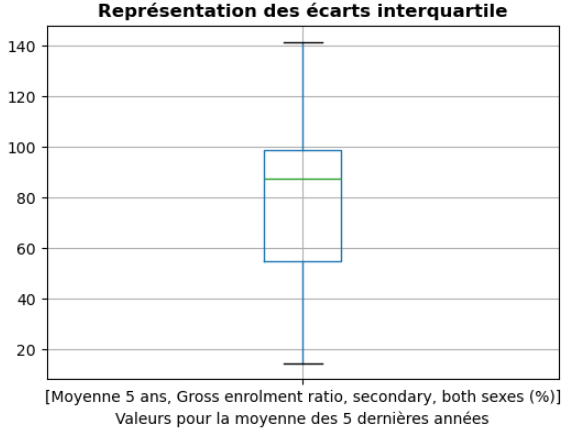 Représentation des écarts interquartile
140
120
100
80
60
40
20
[Moyenne 5 ans, Gross enrolment ratio, secondary, both sexes (%)]
Valeurs pour la moyenne des 5 dernières années